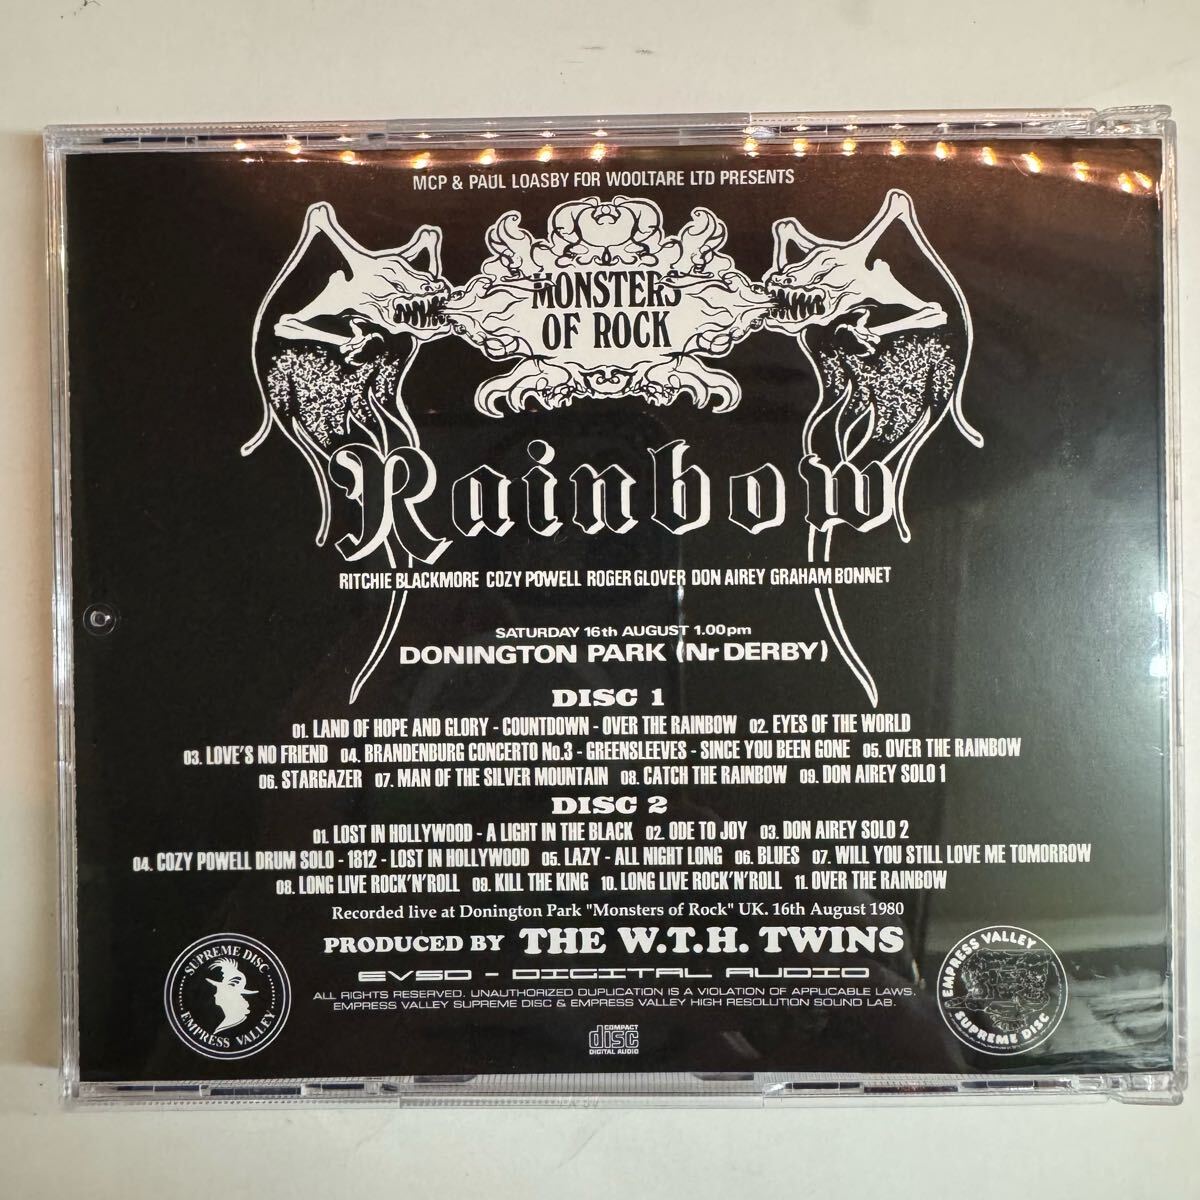 MCP & PAUL LOASBY FOR WOOLTARE LTD PRESENTS
MONSTERS
OF ROCK
Rainbow
RITCHIE BLACKMORE COZY POWELL ROGER GLOVER DON AIREY GRAHAM BONNET
SATURDAY 16th AUGUST 1.00pm
DONINGTON PARK (Nr DERBY)
DISC 1
01. LAND OF HOPE AND GLORY - COUNTDOWN - OVER THE RAINBOW 02. EYES OF THE WORLD
03. LOVE'S NO FRIEND 04. BRANDENBURG CONCERTO No.3 - GREENSLEEVES - SINCE YOU BEEN GONE 05. OVER THE RAINBOW
06. STARGAZER 07. MAN OF THE SILVER MOUNTAIN 08. CATCH THE RAINBOW 09. DON AIREY SOLO 1
DISC 2
01. LOST IN HOLLYWOOD - A LIGHT IN THE BLACK 02. ODE TO JOY 03. DON AIREY SOLO 2
04. COZY POWELL DRUM SOLO - 1812 - LOST IN HOLLYWOOD 05. LAZY - ALL NIGHT LONG 06. BLUES 07. WILL YOU STILL LOVE ME TOMORROW
08. LONG LIVE ROCK'N'ROLL 09. KILL THE KING 10. LONG LIVE ROCK'N'ROLL 11. OVER THE RAINBOW
Recorded live at Donington Park "Monsters of Rock" UK. 16th August 1980
PRODUCED BY THE W.T.H. TWINS
EVSD - DIGITAL AUDIO
ALL RIGHTS RESERVED. UNAUTHORIZED DUPLICATION IS A VIOLATION OF APPLICABLE LAWS.
EMPRESS VALLEY SUPREME DISC & EMPRESS VALLEY HIGH RESOLUTION SOUND LAB.
SUPREME DISC
EMPRESS VALLEY
COMPACT
disc
DIGITAL AUDIO
EMPRESS VALLEY
SUPREME DISC